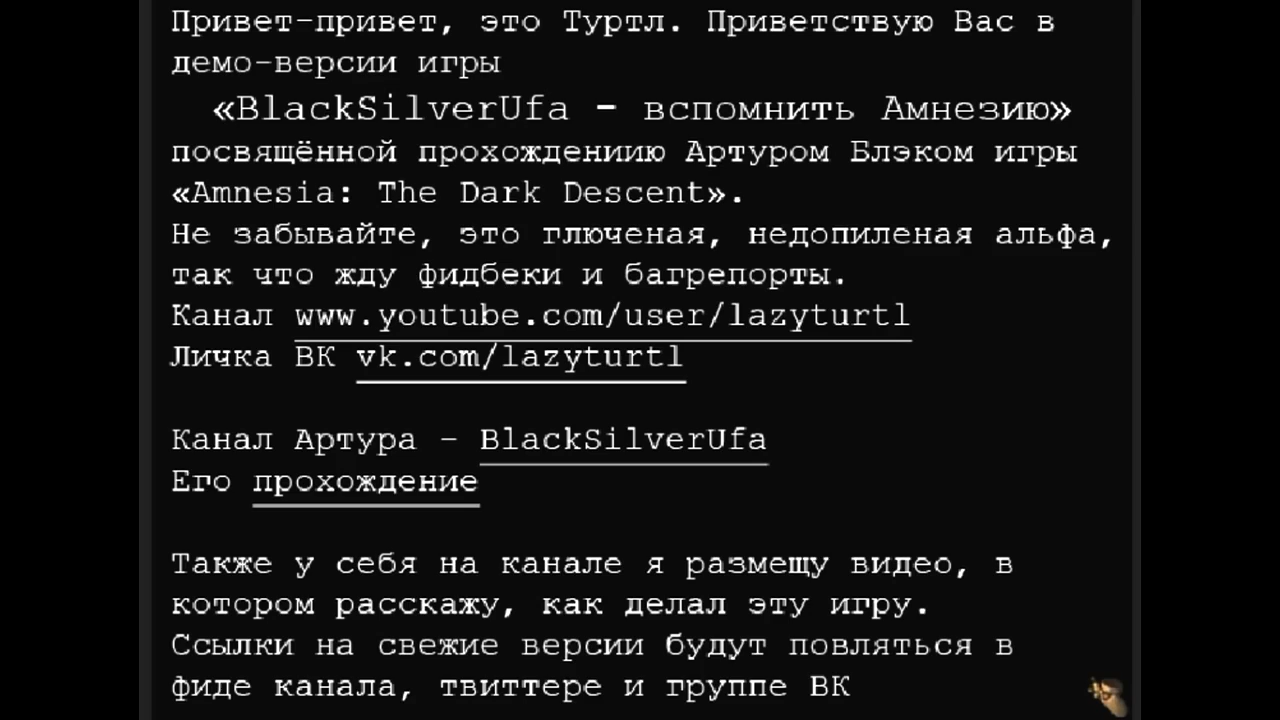 Привет-привет, это Туртл. Приветствую Вас в
демо-версии игры
«BlackSilverUfa - вспомнить Амнезию»
посвящённой прохождениию Артуром Блэком игры
«Amnesia: The Dark Descent».
Не забывайте, это глюченая, недопиленая альфа,
так что жду фидбеки и багрепорты.
Канал www.youtube.com/user/lazyturtl
Личка ВК vk.com/lazyturtl
Канал Артура - BlackSilverUfa
Его прохождение
Также у себя на канале я размещу видео, в
котором расскажу, как делал эту игру.
Ссылки на свежие версии будут повляться в
фиде канала, твиттере и группе ВК